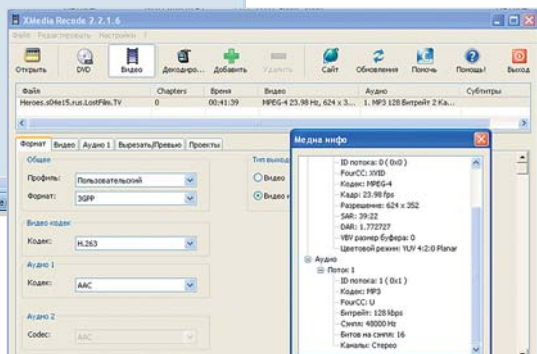 XMedia Recode 2.2.1.6
Файл Редактировать Настройки ?
Открыть DVD Видео Декодиро... Добавить Удалить Сайт Обновления Помочь Помощь! Выход
Файл Chapters Время Видео Аудио Субтитры
Heroes.s04e15.rus.LostFilm.TV 0 00:41:39 MPEG-4 23.98 Hz, 624 x 3... 1. MP3 128 Битрейт 2 Ка...
Формат Видео Аудио 1 Вырезать/Превью Проекты
Общее
Профиль: Пользовательский
Формат: 3GPP
Видео кодек
Кодек: H.263
Аудио 1
Кодек: AAC
Аудио 2
Codec: AAC
Тип выход
Видео
Видео и
Медиа инфо
ID потока: 0 ( 0x0 )
FourCC: XVID
Кодек: MPEG-4
Кадр: 23.98 fps
Разрешение: 624 x 352
SAR: 39:22
DAR: 1.772727
VBV размер буфера: 0
Цветовой режим: YUV 4:2:0 Planar
Аудио
Поток 1
ID потока: 1 ( 0x1 )
Кодек: MP3
FourCC: U
Битрейт: 128 kbps
Сэмпл: 48000 Hz
Битов на сэмпл: 16
Каналы: Стерео